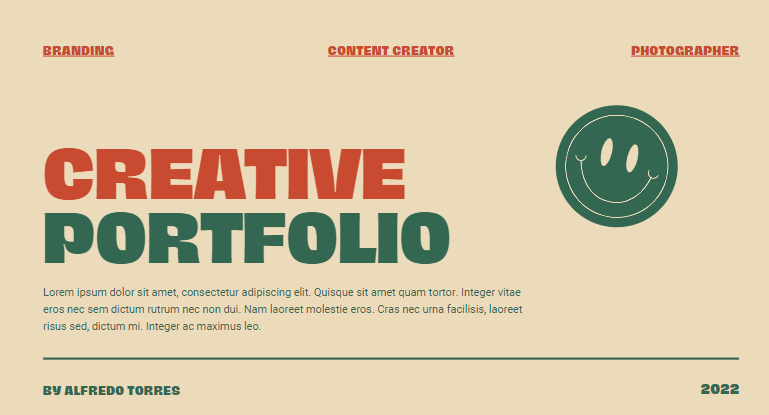 BRANDING
CONTENT CREATOR
PHOTOGRAPHER
CREATIVE
PORTFOLIO
Lorem ipsum dolor sit amet, consectetur adipiscing elit. Quisque sit amet quam tortor. Integer vitae
eros nec sem dictum rutrum nec non dui. Nam laoreet molestie eros. Cras nec urna facilisis, laoreet
risus sed, dictum mi. Integer ac maximus leo.
BY ALFREDO TORRES
2022